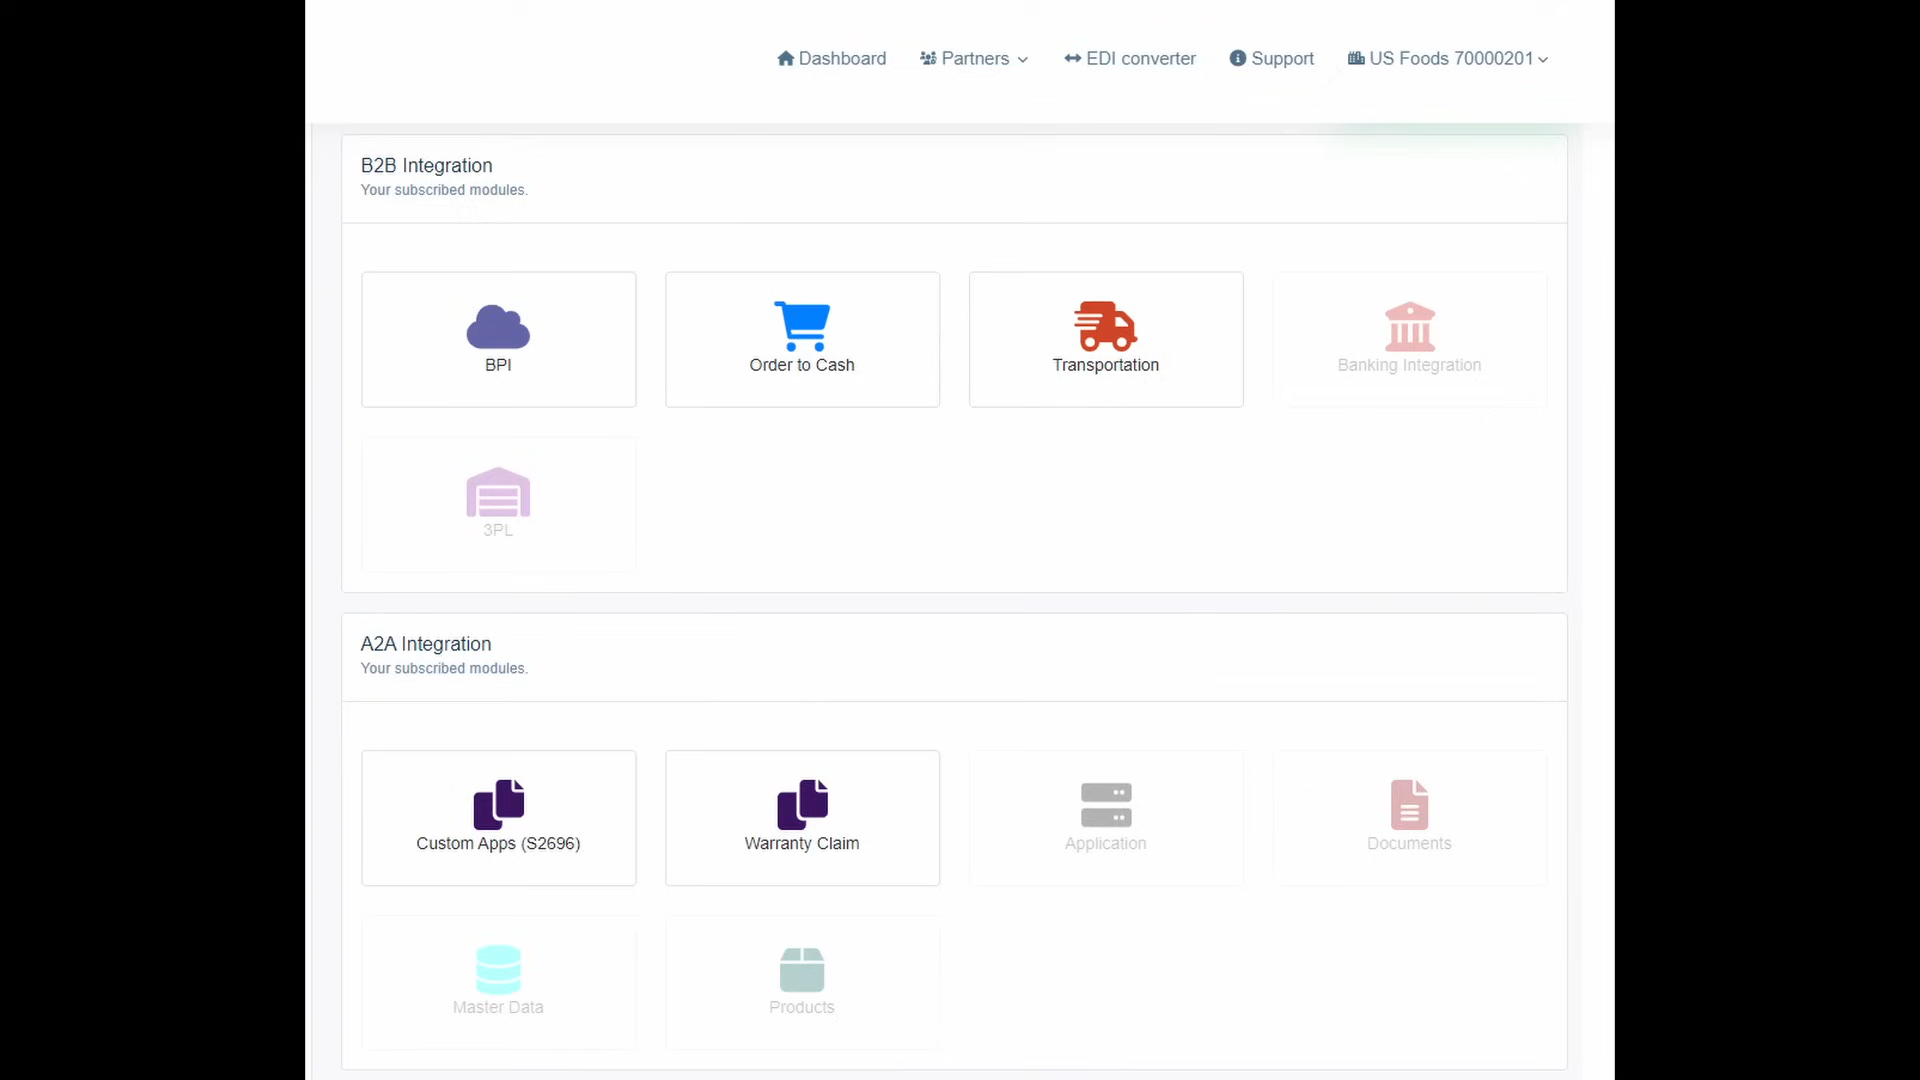 Dashboard Partners EDI converter Support US Foods 70000201
B2B Integration
Your subscribed modules.
BPI
Order to Cash
Transportation
Banking Integration
3PL
A2A Integration
Your subscribed modules.
Custom Apps (S2696)
Warranty Claim
Application
Documents
Master Data
Products